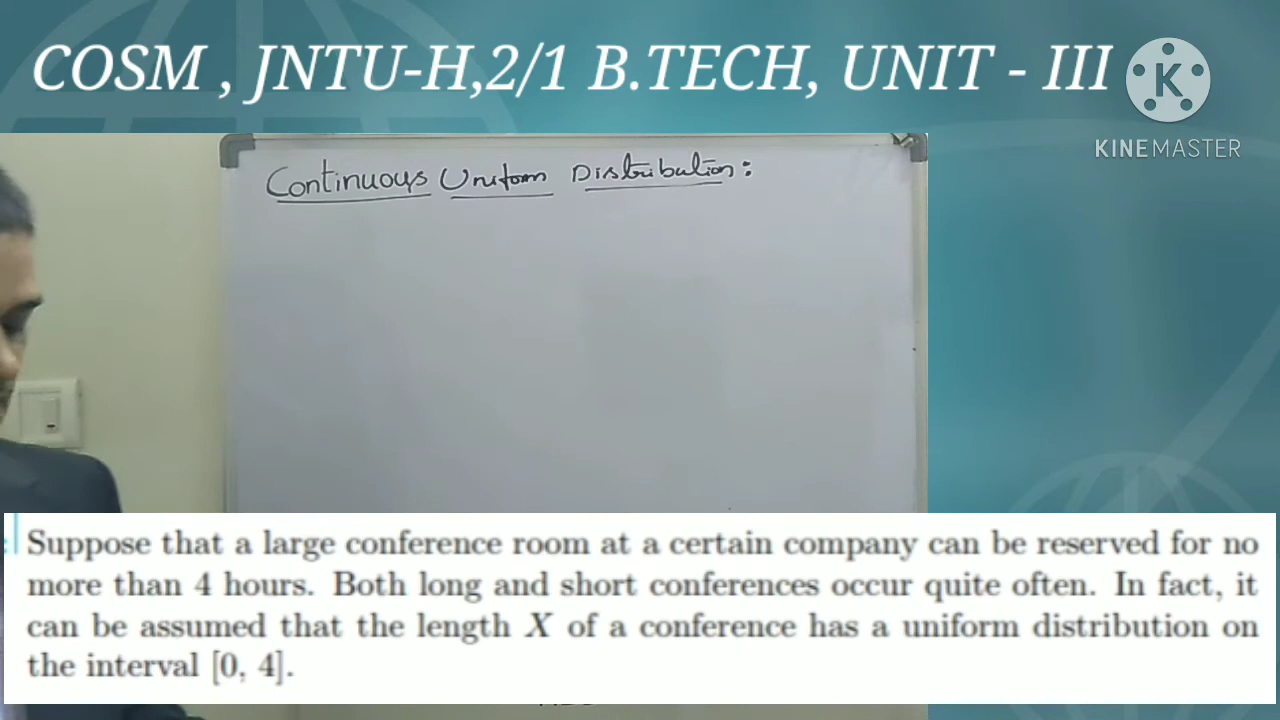 COSM , JNTU-H,2/1 B.TECH, UNIT - III
K
KINEMASTER
Continuous Uniform Distribution:
Suppose that a large conference room at a certain company can be reserved for no
more than 4 hours. Both long and short conferences occur quite often. In fact, it
can be assumed that the length X of a conference has a uniform distribution on
the interval [0, 4].